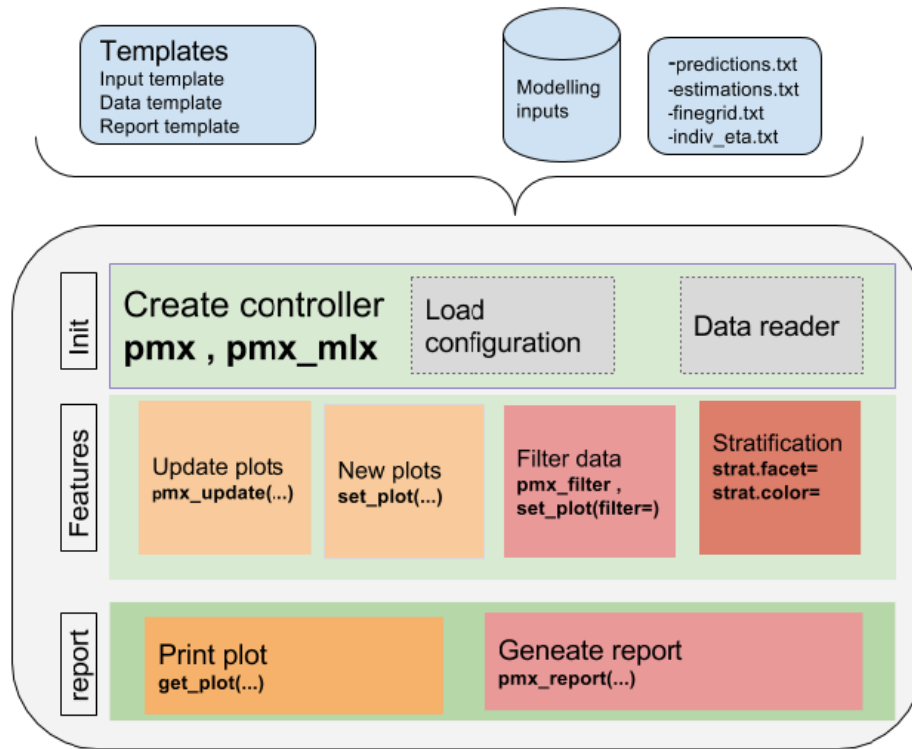 Templates
Input template
Data template
Report template
Modelling
inputs
-predictions.txt
-estimations.txt
-finegrid.txt
-indiv_eta.txt
Init
Create controller
pmx , pmx_mlx
Load
configuration
Data reader
Features
Update plots
pmx_update(...)
New plots
set_plot(...)
Filter data
pmx_filter ,
set_plot(filter=)
Stratification
strat.facet=
strat.color=
report
Print plot
get_plot(...)
Geneate report
pmx_report(...)